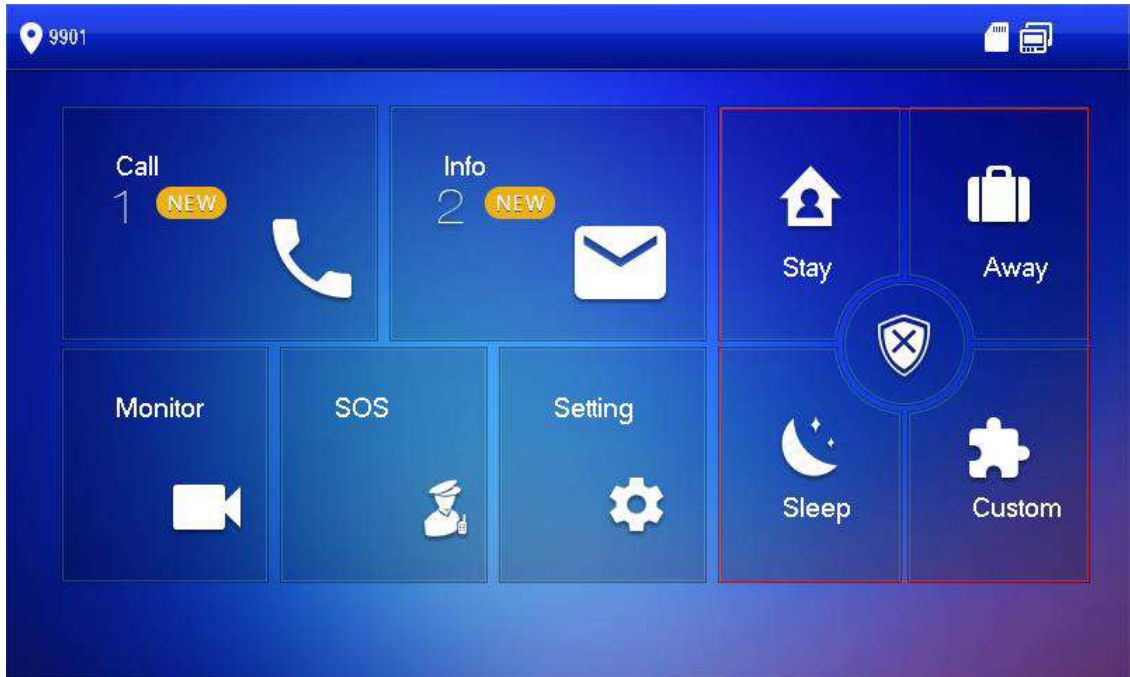 9901
Call
1 NEW
Info
2 NEW
Stay
Away
Monitor
SOS
Setting
Sleep
Custom